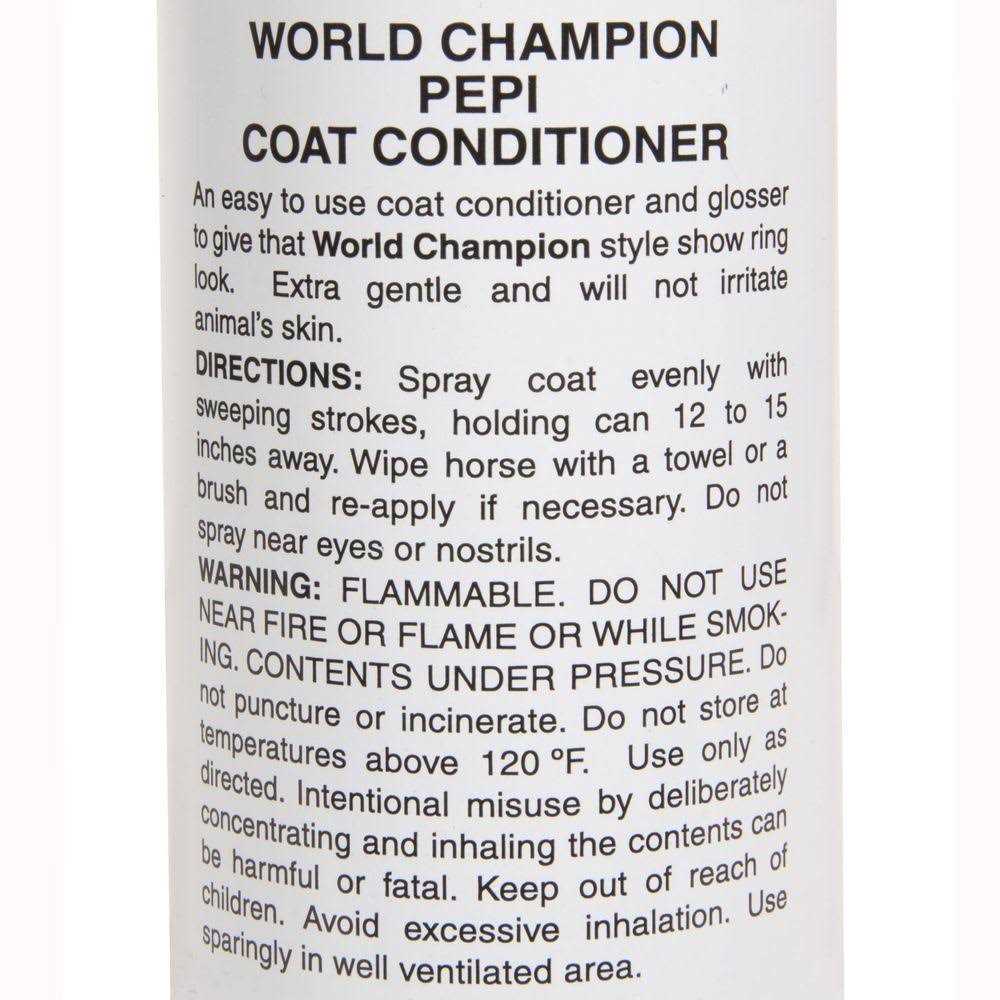 WORLD CHAMPION
PEPI
COAT CONDITIONER
An easy to use coat conditioner and glosser
to give that World Champion style show ring
look. Extra gentle and will not irritate
animal's skin.
DIRECTIONS: Spray coat evenly with
sweeping strokes, holding can 12 to 15
inches away. Wipe horse with a towel or a
brush and re-apply if necessary. Do not
spray near eyes or nostrils.
WARNING: FLAMMABLE. DO NOT USE
NEAR FIRE OR FLAME OR WHILE SMOK-
ING. CONTENTS UNDER PRESSURE. Do
not puncture or incinerate. Do not store at
temperatures above 120 ºF. Use only as
directed. Intentional misuse by deliberately
concentrating and inhaling the contents can
be harmful or fatal. Keep out of reach of
children. Avoid excessive inhalation. Use
sparingly in well ventilated area.